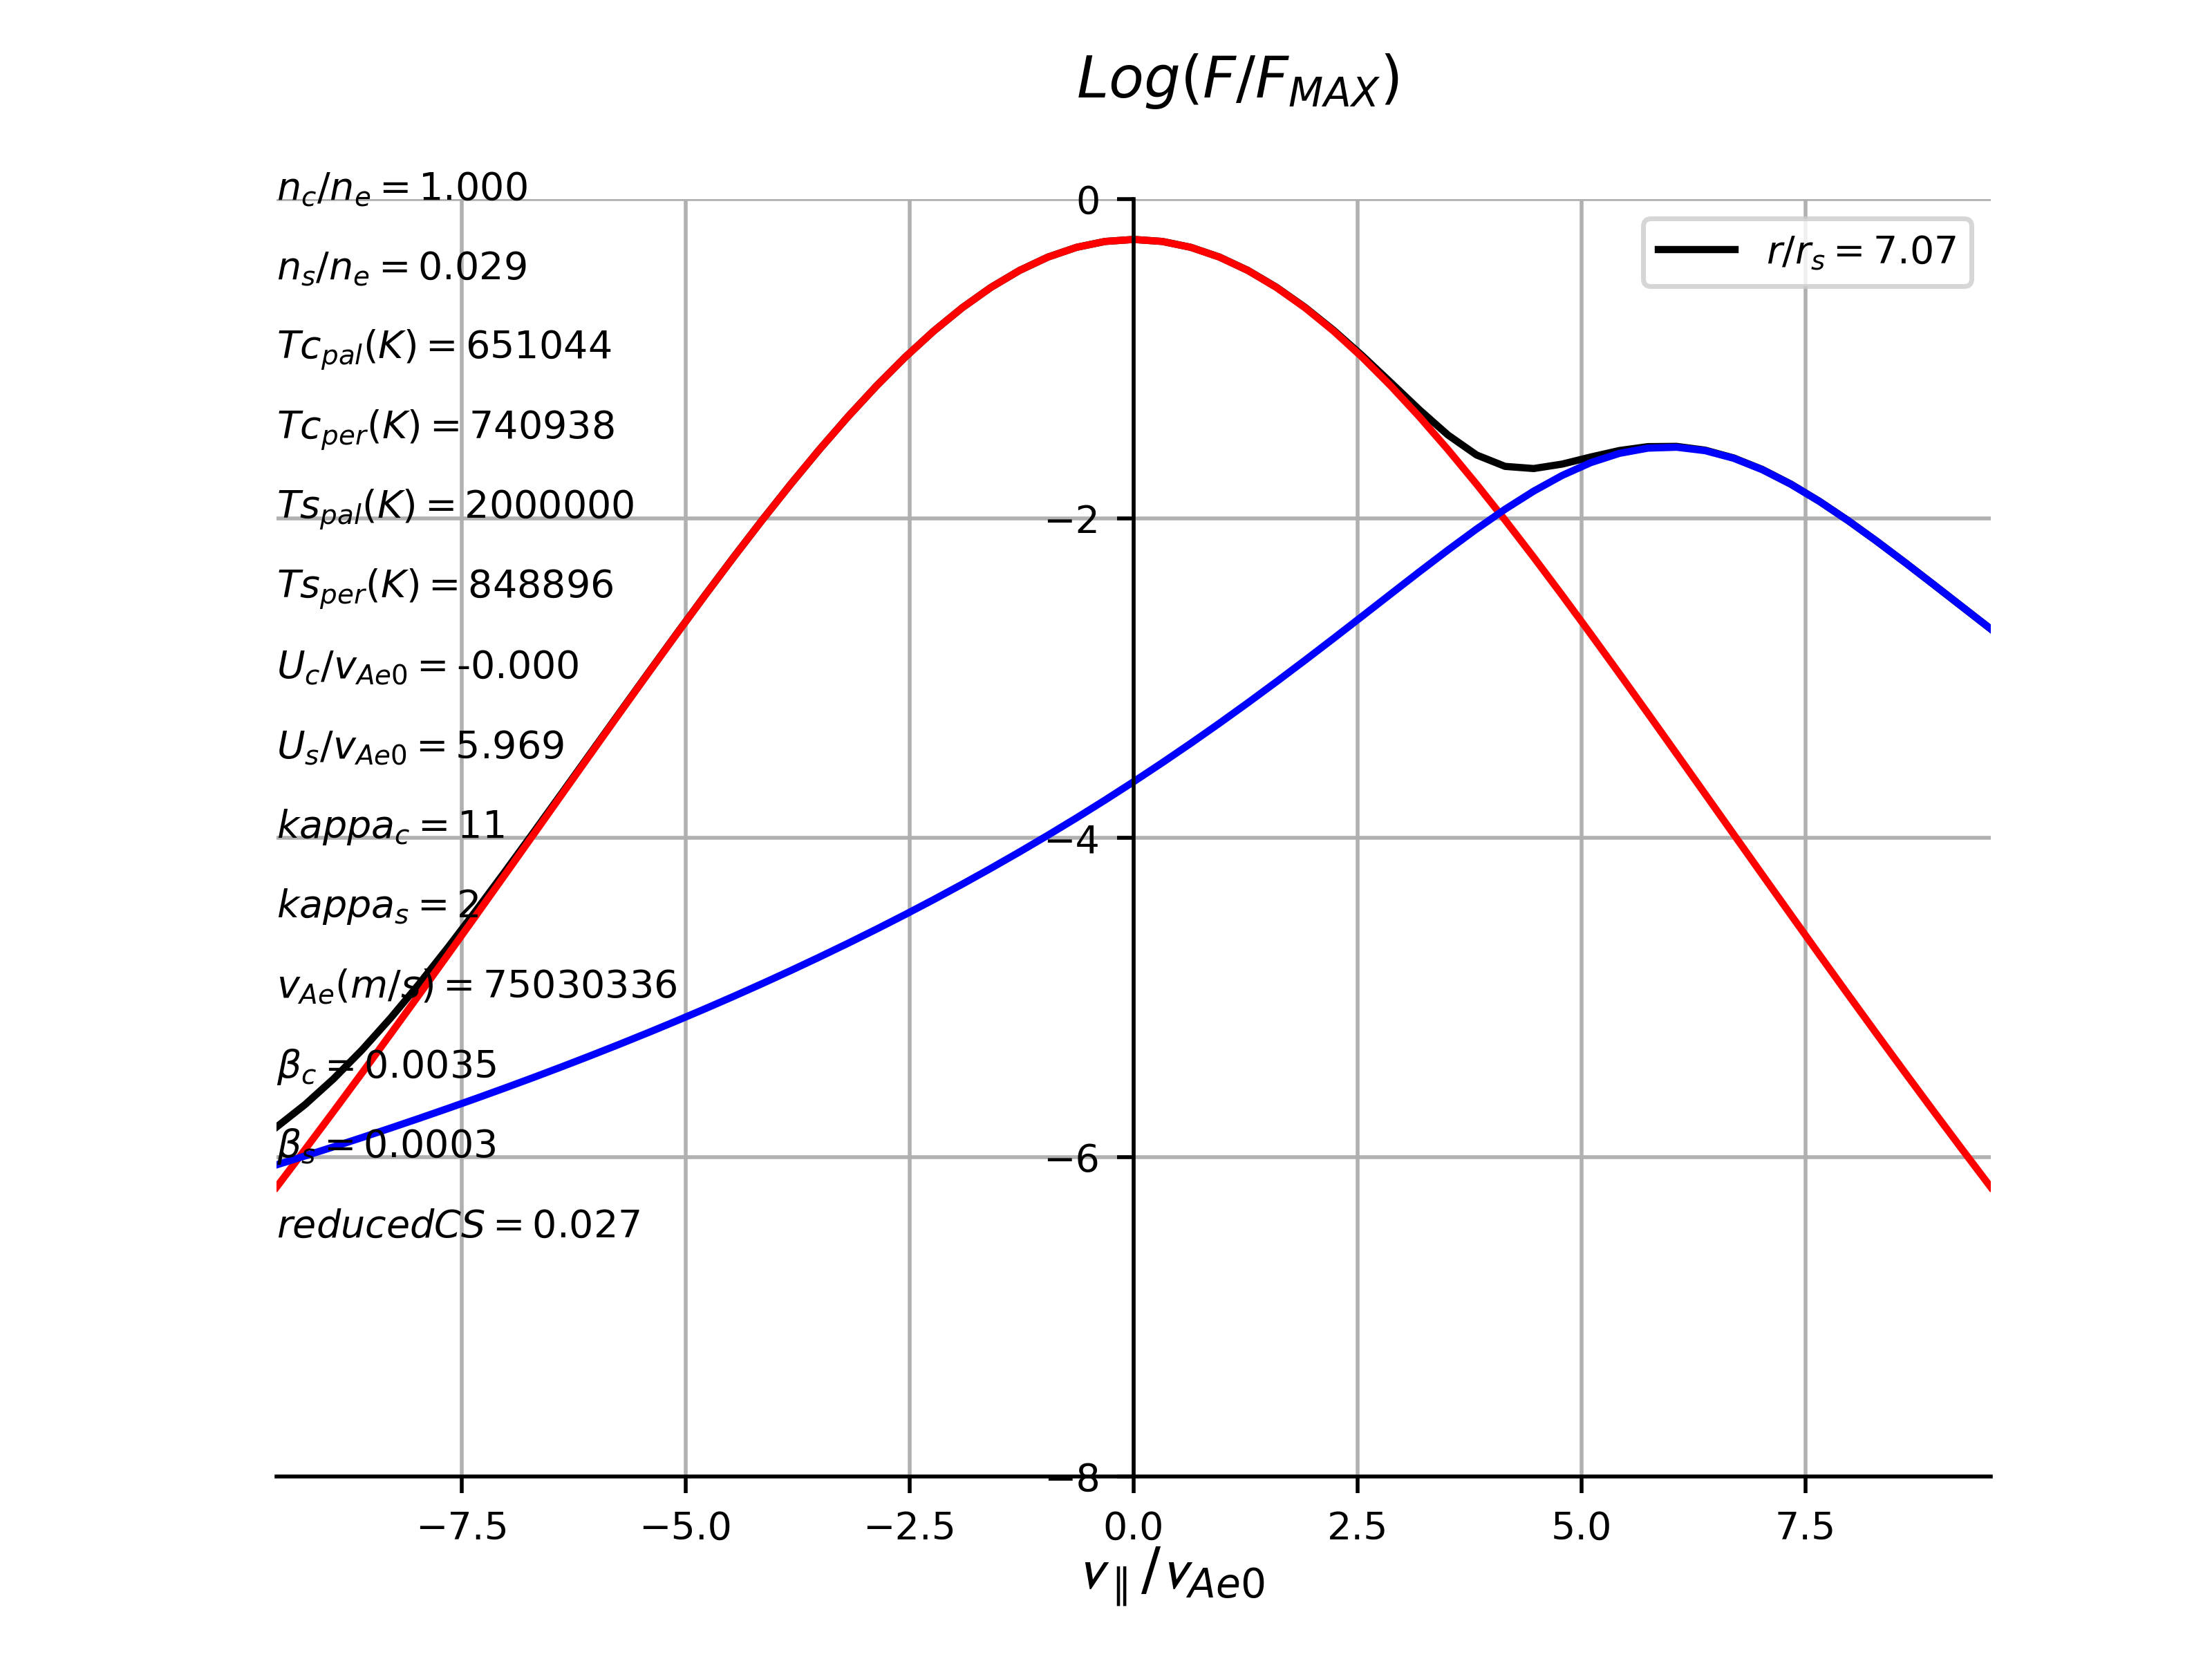 Log(F/F_MAX)
n_c/n_e = 1.000
n_s/n_e = 0.029
Tc_pal(K) = 651044
Tc_per(K) = 740938
Ts_pal(K) = 2000000
Ts_per(K) = 848896
U_c/v_Ae0 = -0.000
U_s/v_Ae0 = 5.969
kappa_c = 11
kappa_s = 2
v_Ae(m/s) = 75030336
β_c = 0.0035
β_s = 0.0003
reducedCS = 0.027
r/r_s = 7.07
0
−2
−4
−6
−8
−7.5 −5.0 −2.5 0.0 2.5 5.0 7.5
v_∥/v_Ae0